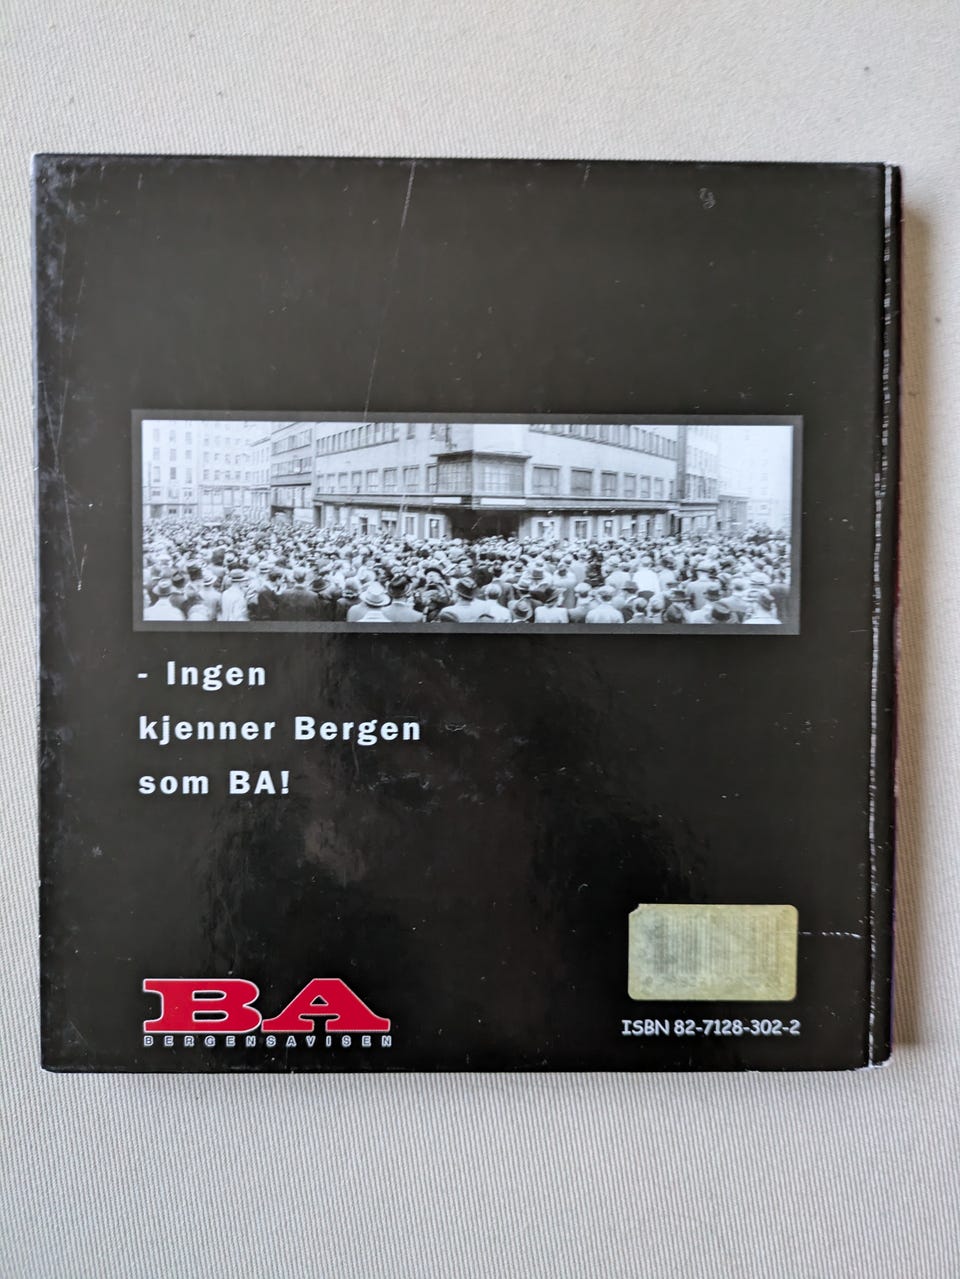 - Ingen
kjenner Bergen
som BA!
BA
BERGENSAVISEN
ISBN 82-7128-302-2